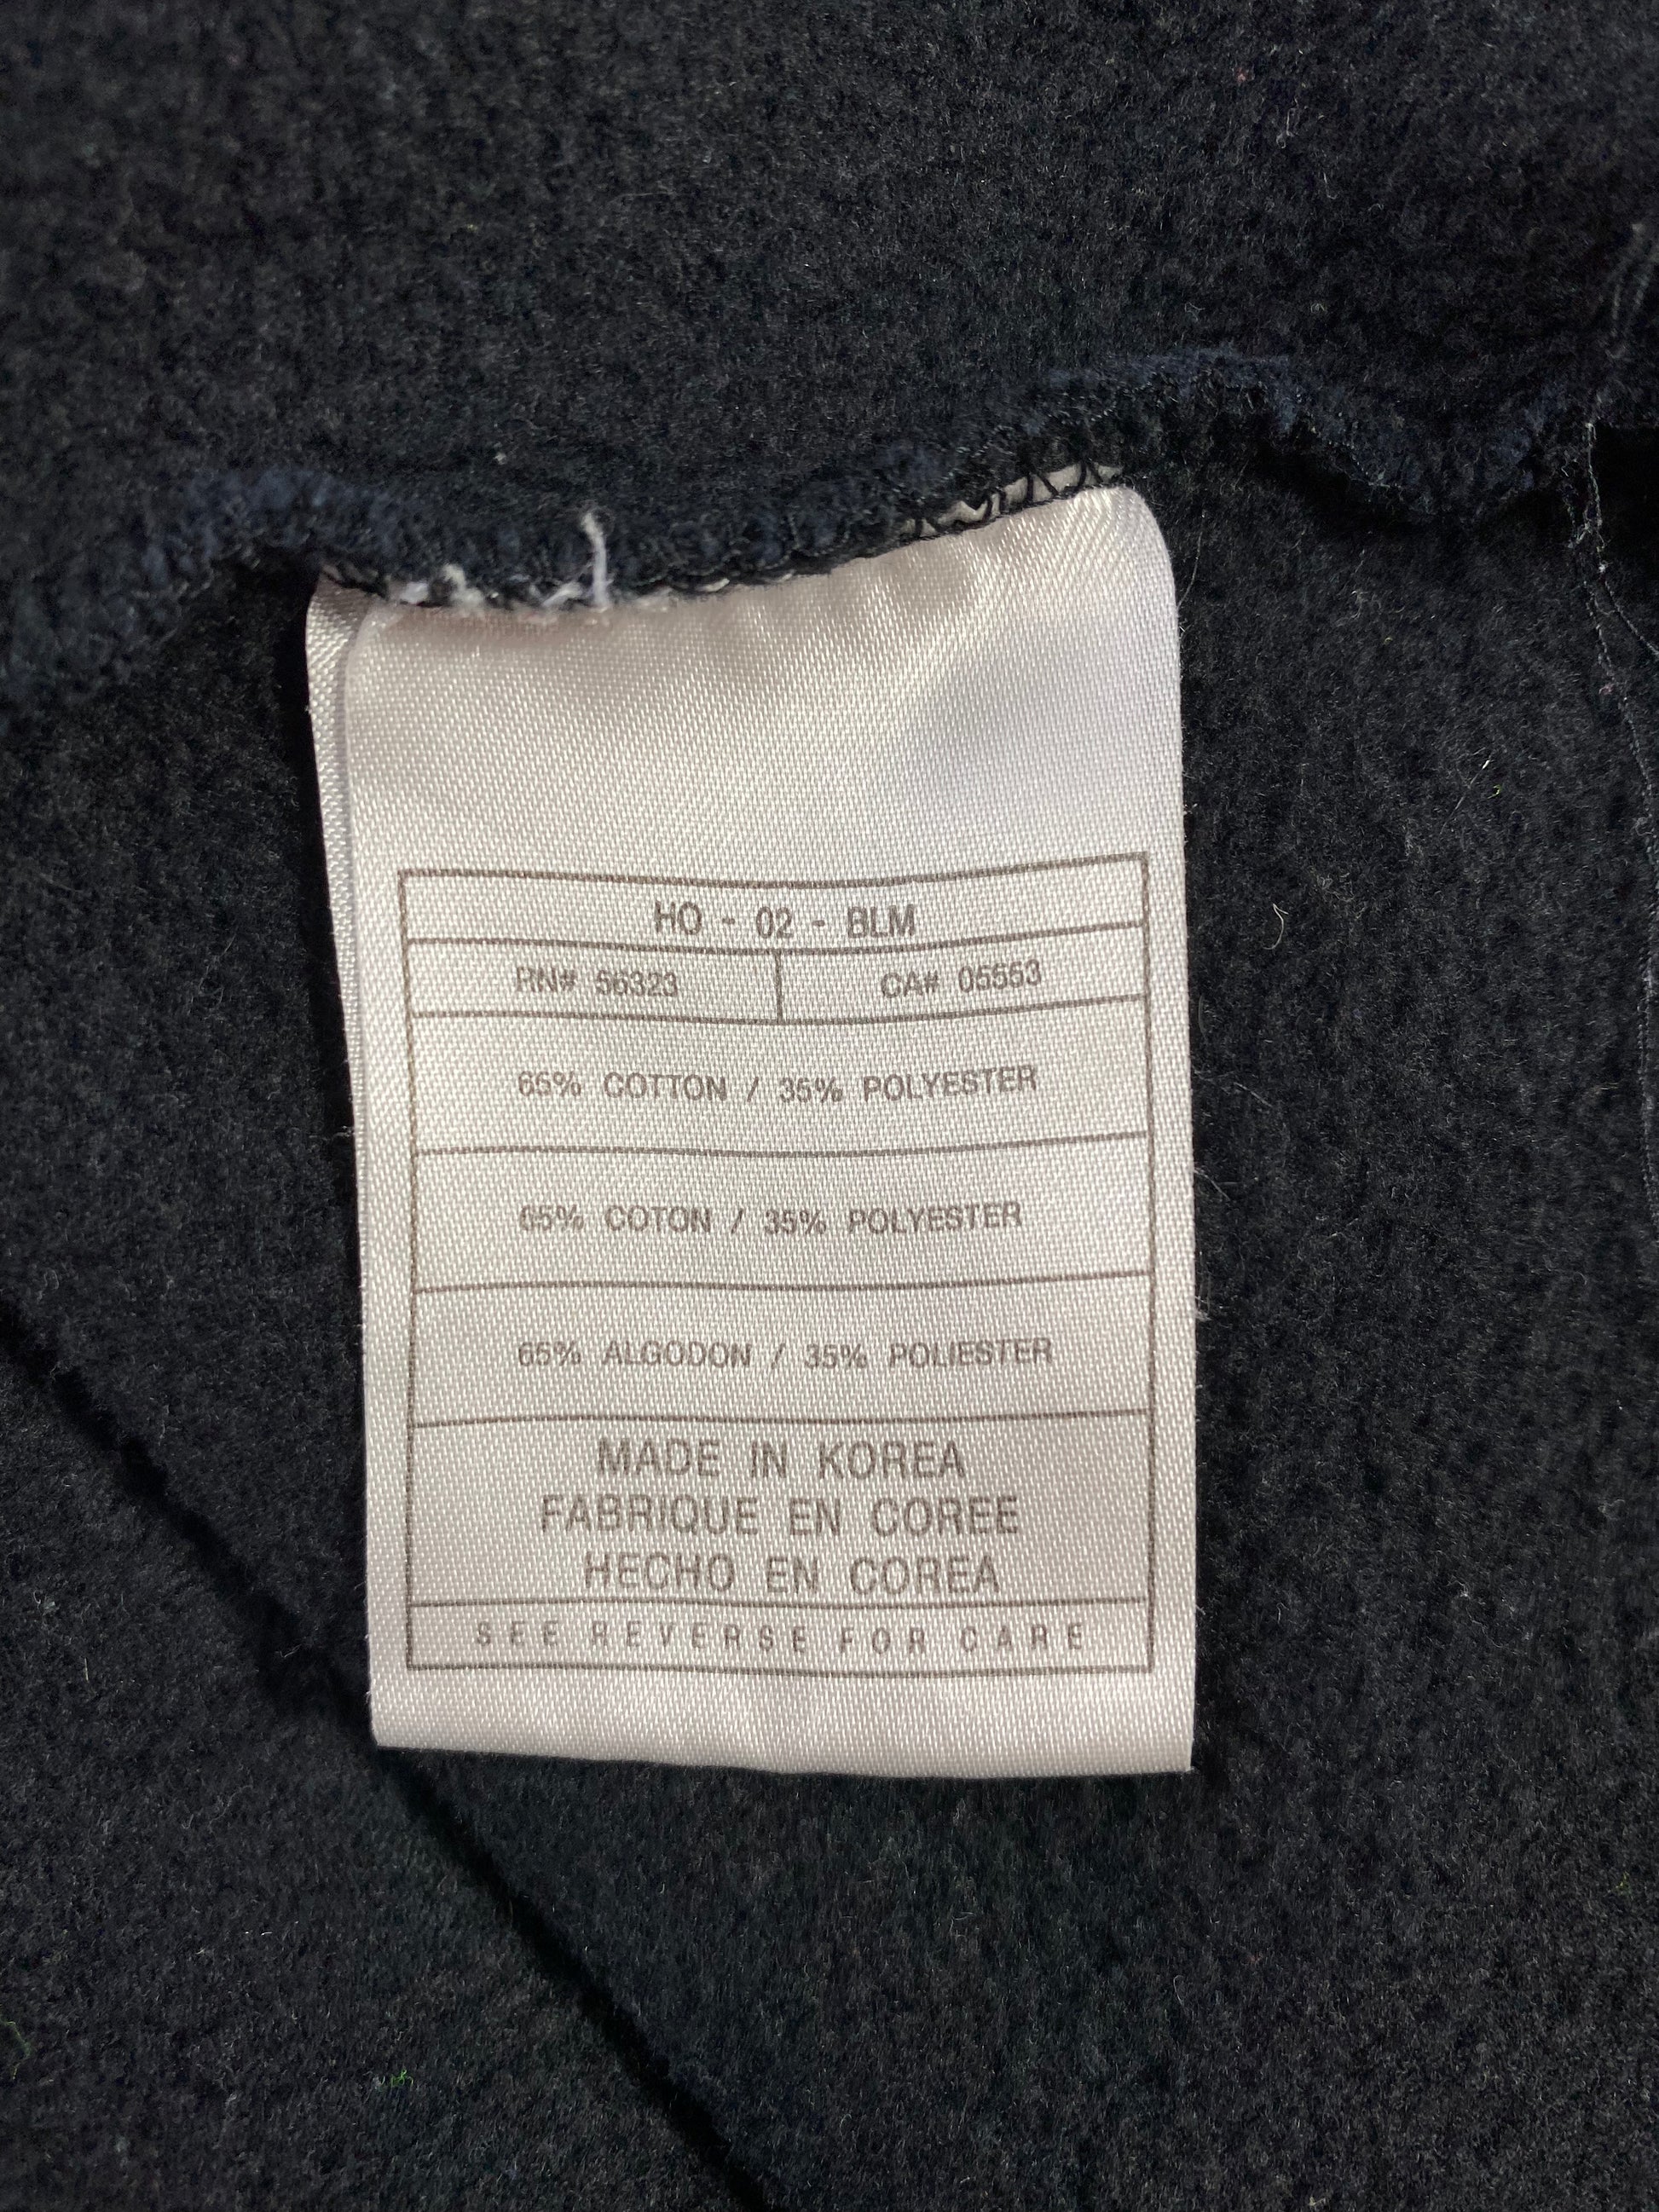 HO - 02 - BLM
RN# 56323
CA# 05553
65% COTTON / 35% POLYESTER
65% COTON / 35% POLYESTER
65% ALGODON / 35% POLIESTER
MADE IN KOREA
FABRIQUE EN COREE
HECHO EN COREA
SEE REVERSE FOR CARE